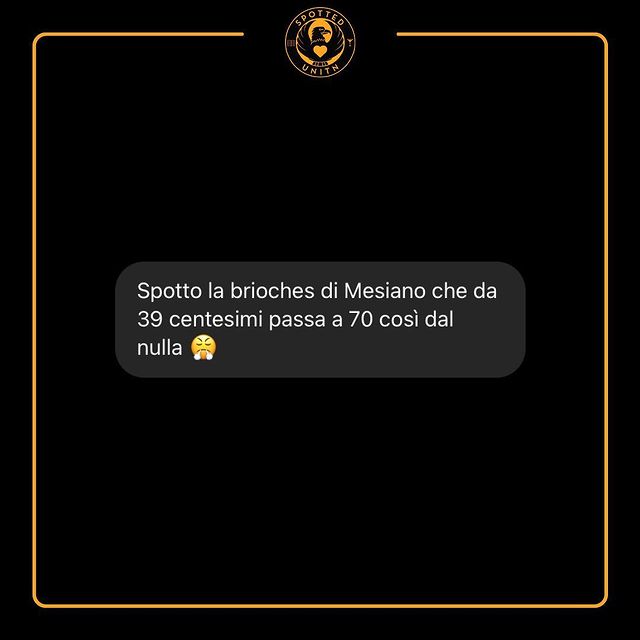 SPOTTED
UNITN
Spotto la brioches di Mesiano che da
39 centesimi passa a 70 così dal
nulla 😤